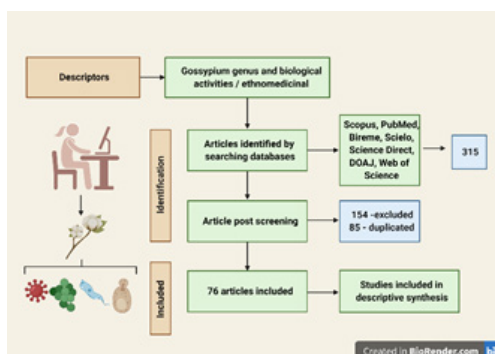 Descriptors
Gossypium genus and biological
activities / ethnomedicinal
Identification
Articles identified by
searching databases
Scopus, PubMed,
Bireme, Scielo,
Science Direct,
DOAJ, Web of
Science
315
Article post screening
154 -excluded
85 - duplicated
Included
76 articles included
Studies included in
descriptive synthesis
Created in BioRender.com